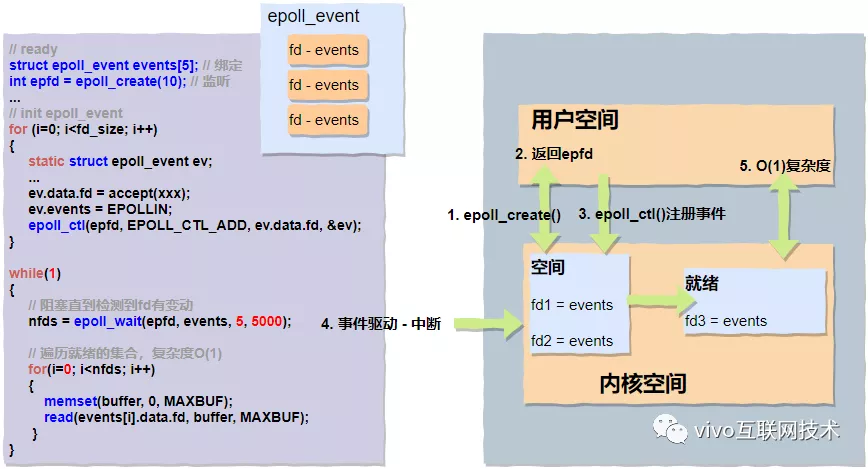 epoll_event
fd - events
fd - events
fd - events
// ready
struct epoll_event events[5]; // 绑定
int epfd = epoll_create(10); // 监听
...
// init epoll_event
for (i=0; i<fd_size; i++)
{
static struct epoll_event ev;
...
ev.data.fd = accept(xxx);
ev.events = EPOLLIN;
epoll_ctl(epfd, EPOLL_CTL_ADD, ev.data.fd, &ev);
}
while(1)
{
// 阻塞直到检测到fd有变动
nfds = epoll_wait(epfd, events, 5, 5000);
// 遍历就绪的集合，复杂度O(1)
for(i=0; i<nfds; i++)
{
memset(buffer, 0, MAXBUF);
read(events[i].data.fd, buffer, MAXBUF);
}
}
用户空间
2. 返回epfd
5. O(1)复杂度
1. epoll_create()
3. epoll_ctl()注册事件
空间
fd1 = events
fd2 = events
就绪
fd3 = events
4. 事件驱动 - 中断
内核空间
vivo互联网技术